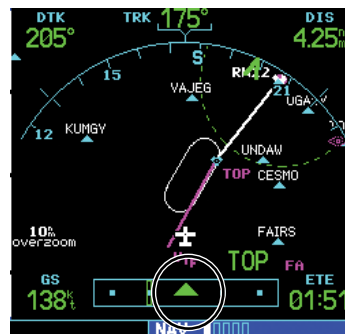 DTK TRK 175° DIS
205° 4.25nm
S
15
RW12
VAJEG
21
12
KUMGY
UNDAW
TOP
CESMO
10nm
overzoom
FAIRS
TOP FA
GS ETE
138kt 01:51
NAV